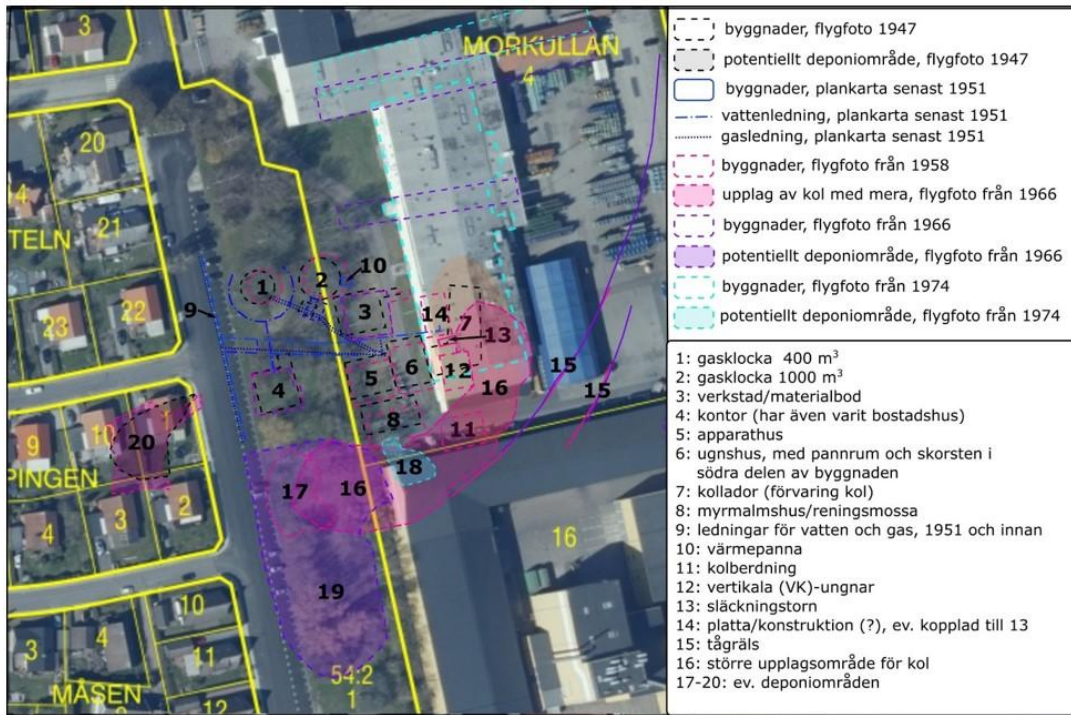 3
MORKULLAN
4
20
14
TELN
21
1
2
10
9
3
14
7
13
23
22
6
12
5
15
15
4
16
8
20
10
11
9
18
PINGEN
17
16
3
2
4
16
19
10
4
3
11
54:2
MÅSEN
12
1
byggnader, flygfoto 1947
potentiellt deponiområde, flygfoto 1947
byggnader, plankarta senast 1951
vattenledning, plankarta senast 1951
gasledning, plankarta senast 1951
byggnader, flygfoto från 1958
upplag av kol med mera, flygfoto från 1966
byggnader, flygfoto från 1966
potentiellt deponiområde, flygfoto från 1966
byggnader, flygfoto från 1974
potentiellt deponiområde, flygfoto från 1974
1: gasklocka 400 m³
2: gasklocka 1000 m³
3: verkstad/materialbod
4: kontor (har även varit bostadshus)
5: apparathus
6: ugnshus, med pannrum och skorsten i
södra delen av byggnaden
7: kollador (förvaring kol)
8: myrmalmshus/reningsmossa
9: ledningar för vatten och gas, 1951 och innan
10: värmepanna
11: kolberdning
12: vertikala (VK)-ungnar
13: släckningstorn
14: platta/konstruktion (?), ev. kopplad till 13
15: tågräls
16: större upplagsområde för kol
17-20: ev. deponiområden